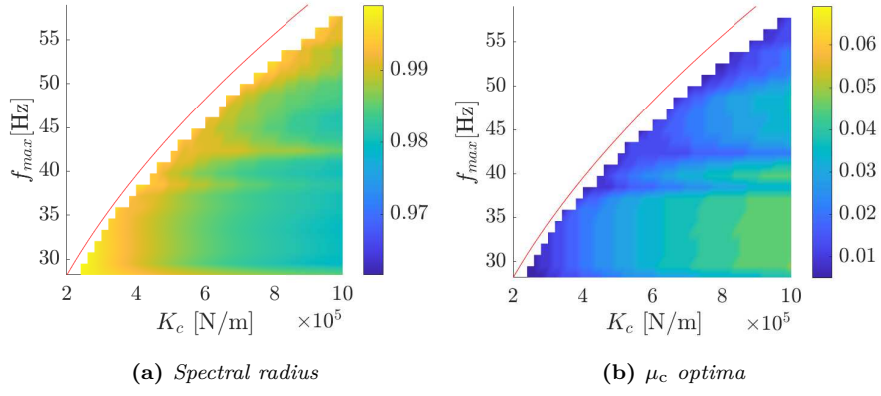 55
50
45
40
35
30
f_max[Hz]
2 4 6 8 10
K_c [N/m] ×10^5
0.99
0.98
0.97
(a) Spectral radius
55
50
45
40
35
30
f_max[Hz]
2 4 6 8 10
K_c [N/m] ×10^5
0.06
0.05
0.04
0.03
0.02
0.01
(b) μ_c optima